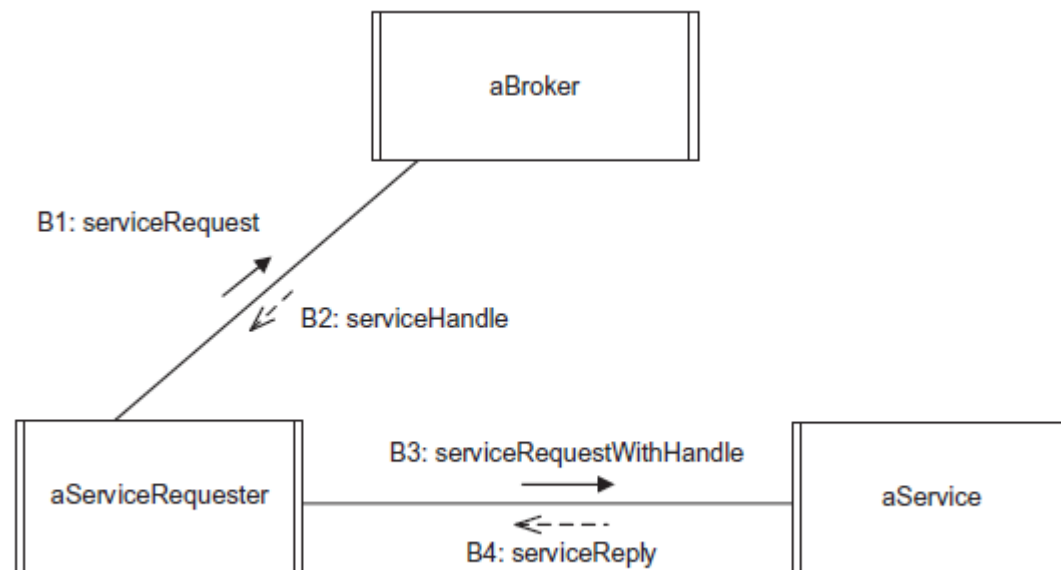 aBroker
B1: serviceRequest
B2: serviceHandle
B3: serviceRequestWithHandle
aServiceRequester
aService
B4: serviceReply